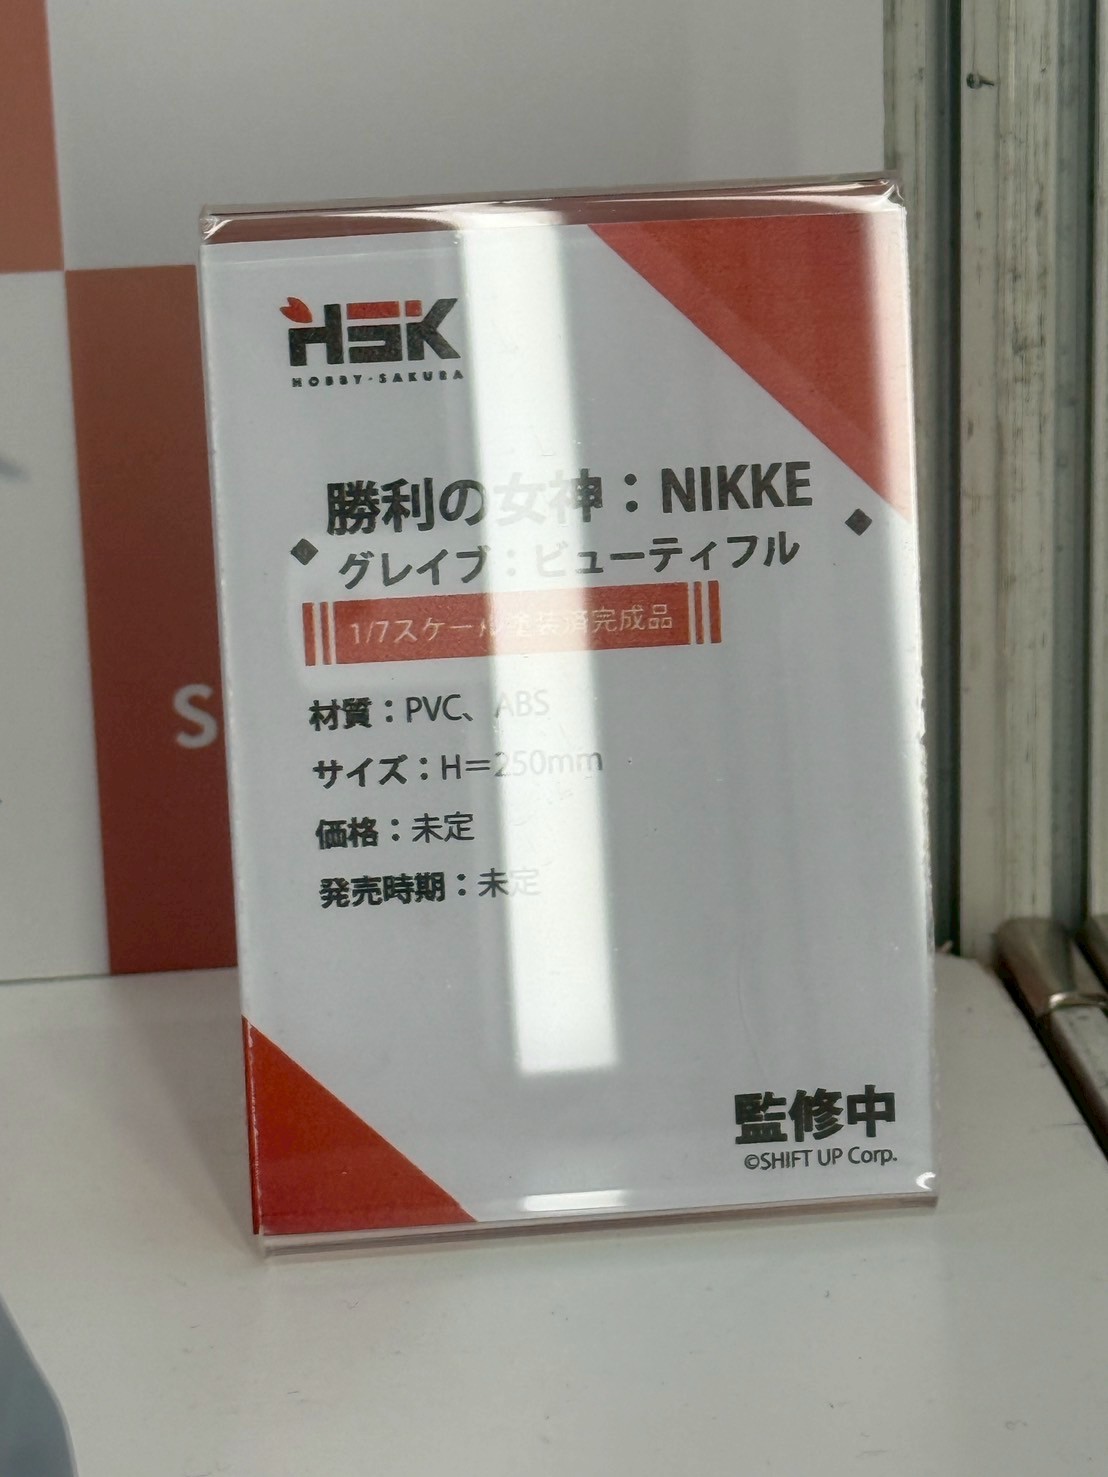 HSK
HOBBY-SAKURA
勝利の女神：NIKKE
グレイブ：ビューティフル
1/7スケール塗装済完成品
材質：PVC、ABS
サイズ：H＝250mm
価格：未定
発売時期：未定
S
監修中
©SHIFT UP Corp.